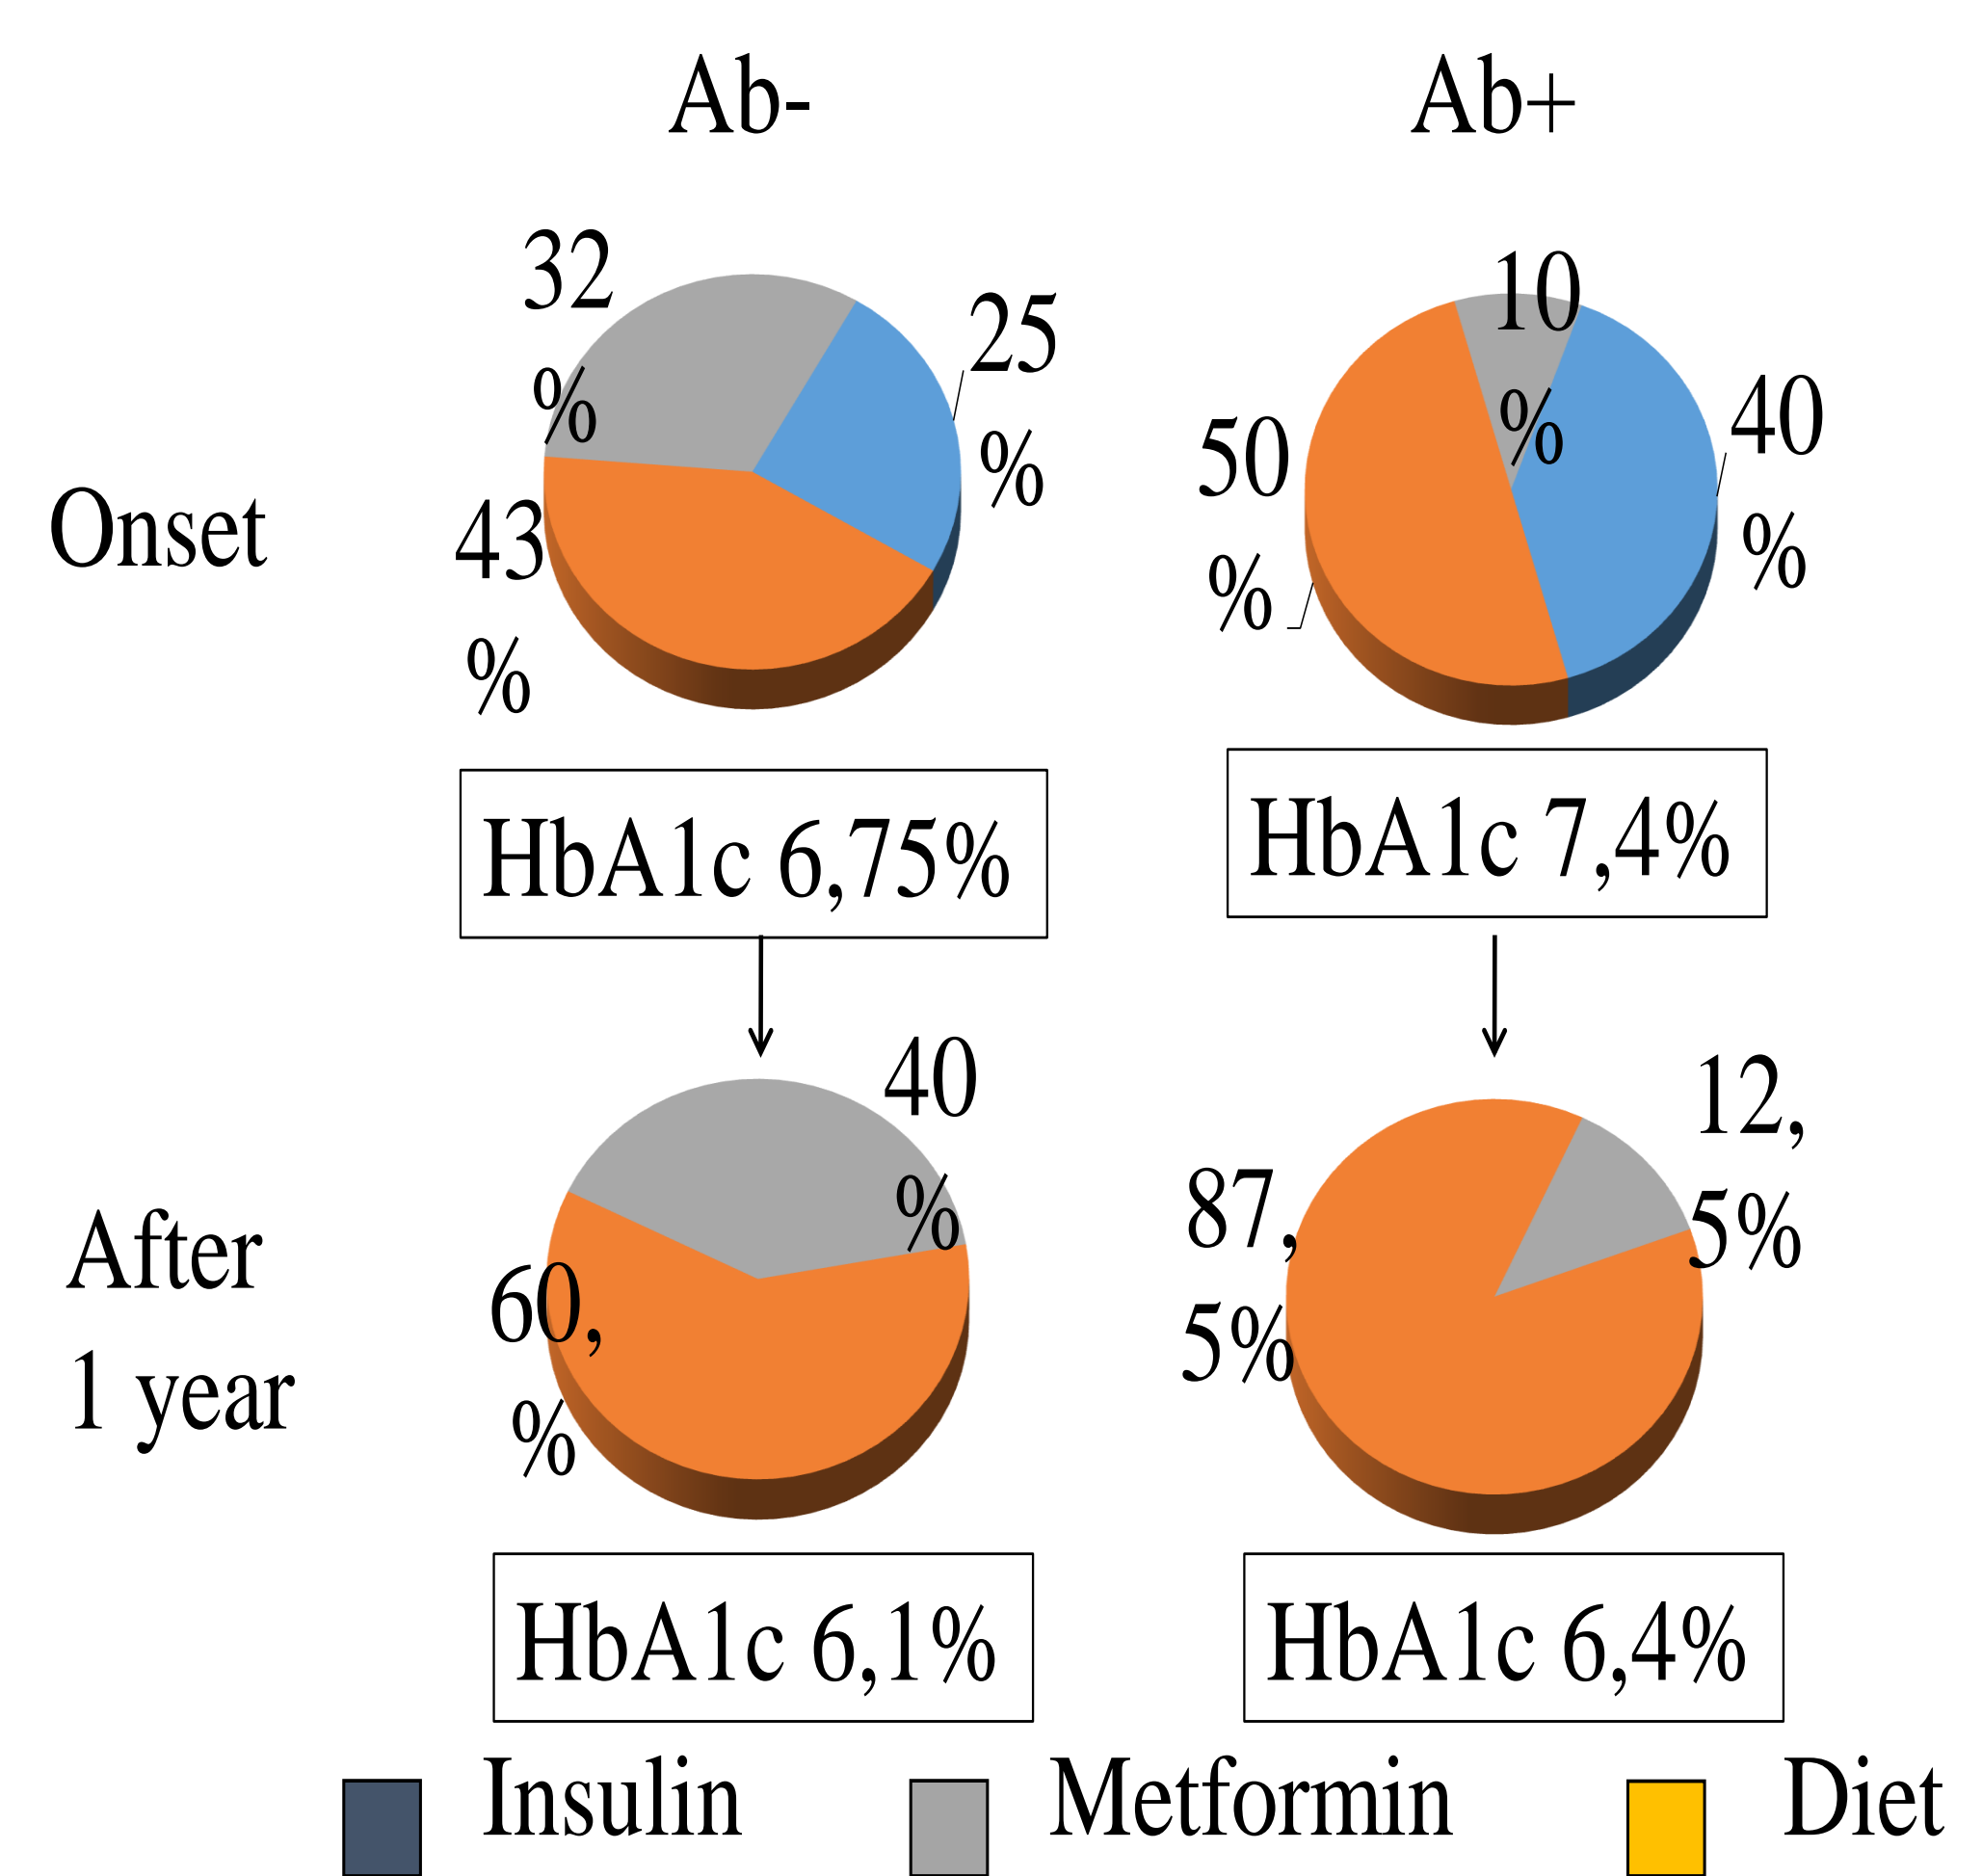 Ab-
Ab+
32
%
25
%
43
%
10
%
50
%
40
%
Onset
HbA1c 6,75%
HbA1c 7,4%
40
%
60,
%
12,
5%
87,
5%
After
1 year
HbA1c 6,1%
HbA1c 6,4%
Insulin
Metformin
Diet